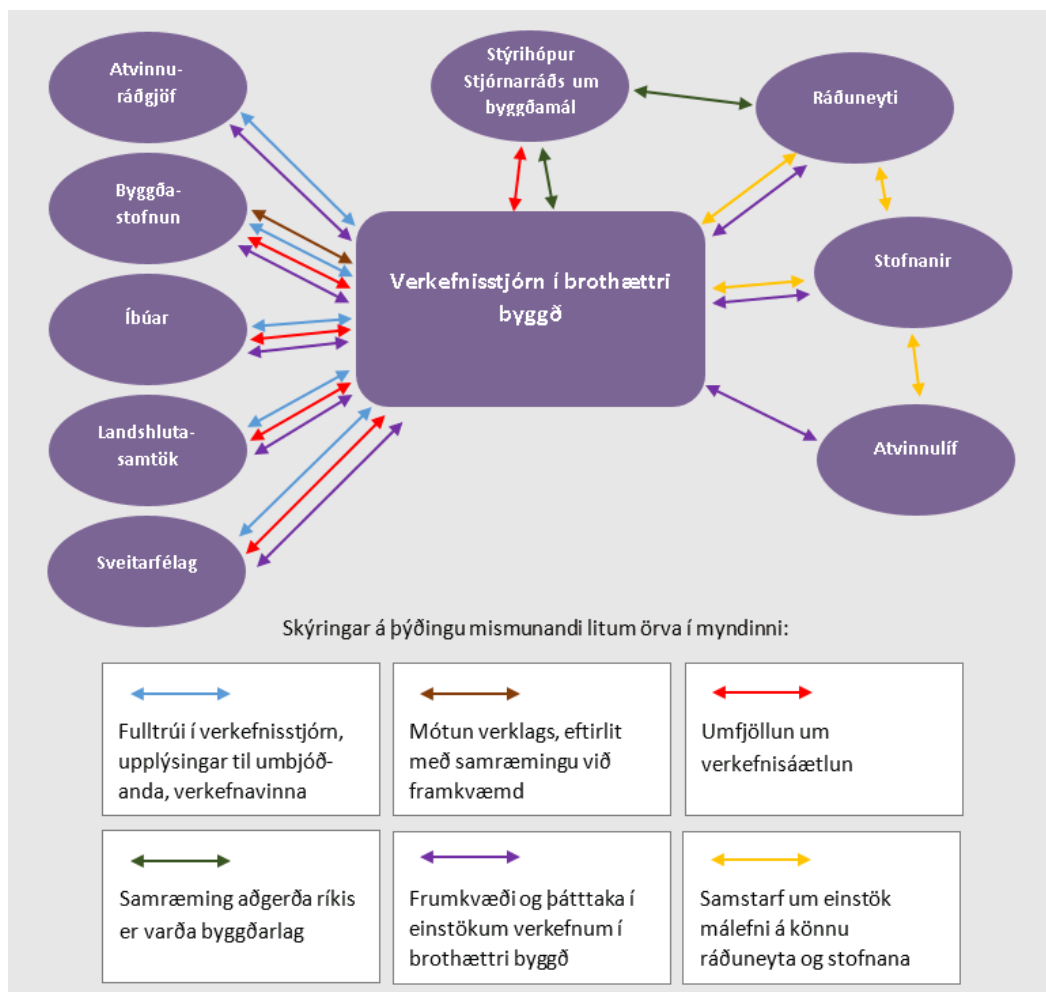 Atvinnu-
ráðgjöf
Stýrihópur
Stjórnarráðs um
byggðamál
Ráðuneyti
Byggða-
stofnun
Stofnanir
Verkefnisstjórn í brothættri
byggð
Íbúar
Landshluta-
samtök
Atvinnulíf
Sveitarfélag
Skýringar á þýðingu mismunandi litum örva í myndinni:
Fulltrúi í verkefnisstjórn,
upplýsingar til umbjóð-
anda, verkefnavinna
Mótun verklags, eftirlit
með samræmingu við
framkvæmd
Umfjöllun um
verkefnisáætlun
Samræming aðgerða ríkis
er varða byggðarlag
Frumkvæði og þátttaka í
einstökum verkefnum í
brothættri byggð
Samstarf um einstök
málefni á könnu
ráðuneyta og stofnana